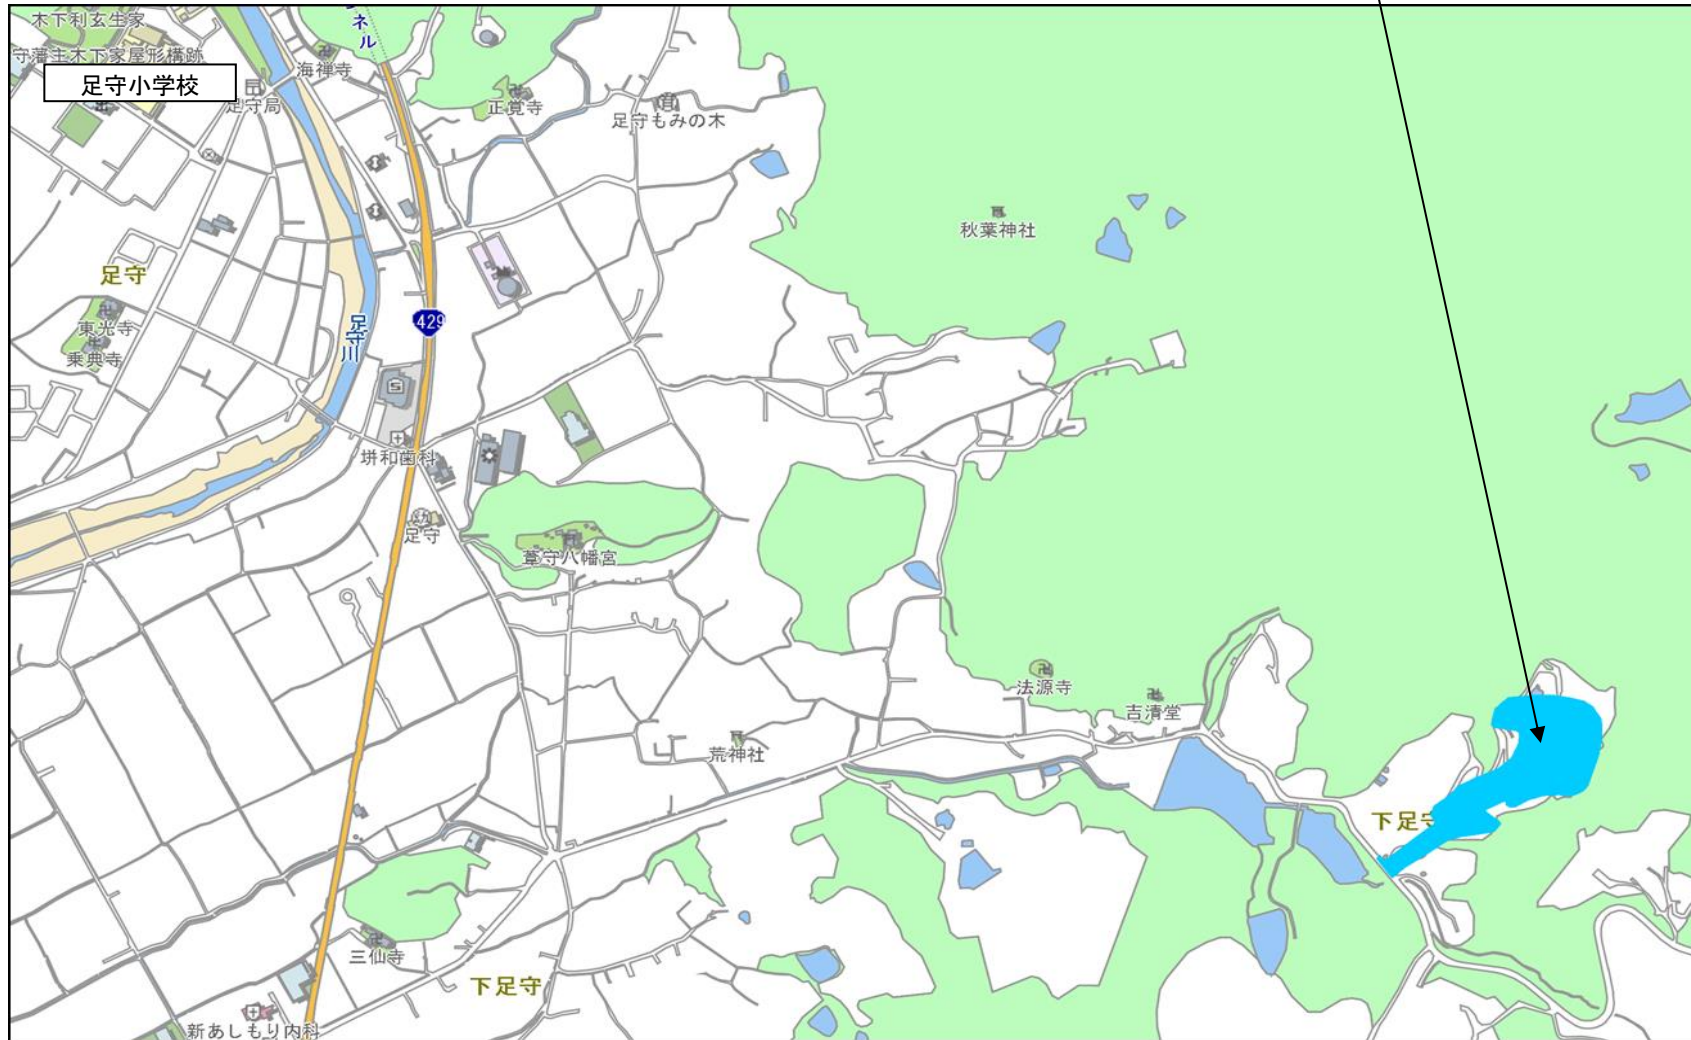 木下利玄生家
守藩主木下家屋形構跡
足守小学校
足守局
海禅寺
ネル
正覚寺
足守もみの木
秋葉神社
足守
東光寺
乗典寺
足守川
429
垪和歯科
足守
葦守八幡宮
法源寺
吉清堂
荒神社
下足守
三仙寺
下足守
新あしもり内科